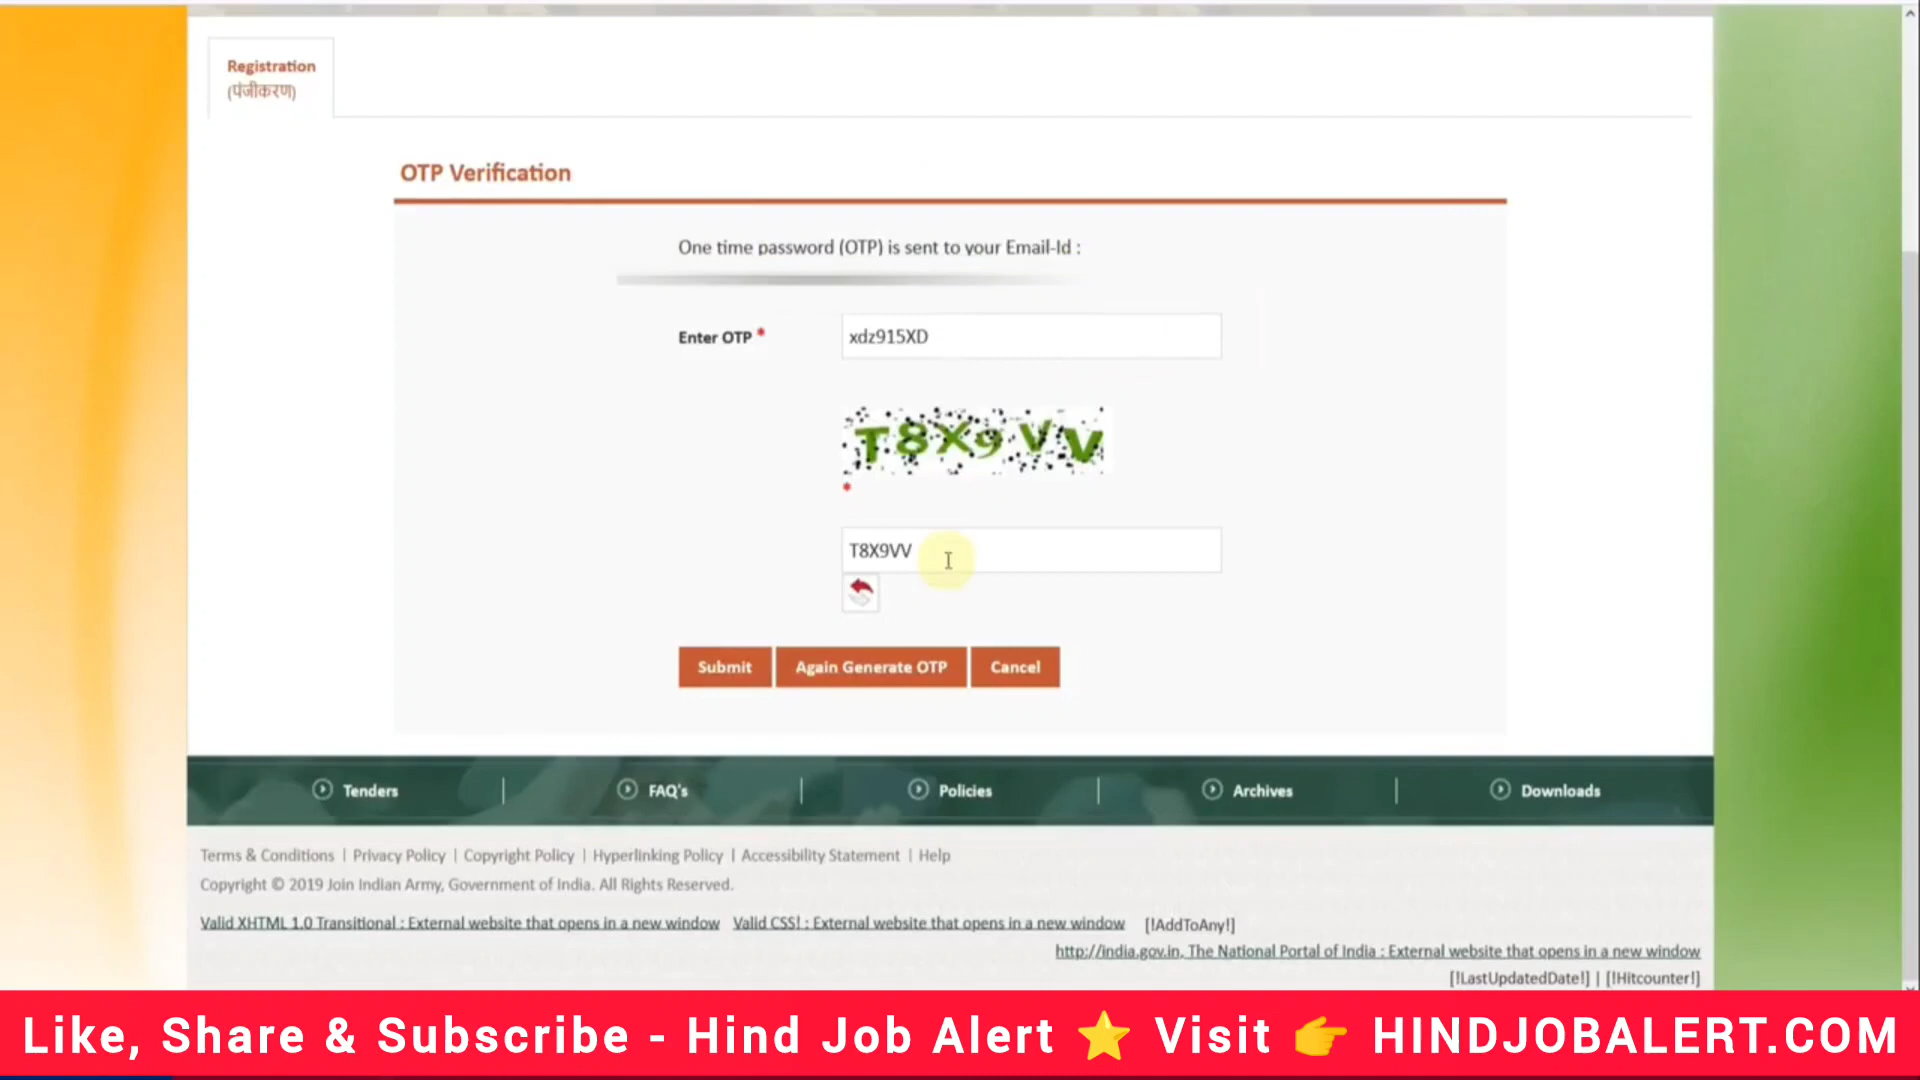 Registration
(पंजीकरण)
OTP Verification
One time password (OTP) is sent to your Email-Id :
Enter OTP *
xdz915XD
T8X9VV
*
T8X9VV
Submit
Again Generate OTP
Cancel
Tenders | FAQ's | Policies | Archives | Downloads
Terms & Conditions | Privacy Policy | Copyright Policy | Hyperlinking Policy | Accessibility Statement | Help
Copyright © 2019 Join Indian Army, Government of India. All Rights Reserved.
Valid XHTML 1.0 Transitional : External website that opens in a new window Valid CSS! : External website that opens in a new window [!AddToAny!]
http://india.gov.in, The National Portal of India : External website that opens in a new window
[!LastUpdatedDate!] | [!Hitcounter!]
Like, Share & Subscribe - Hind Job Alert ⭐ Visit 👉 HINDJOBALERT.COM